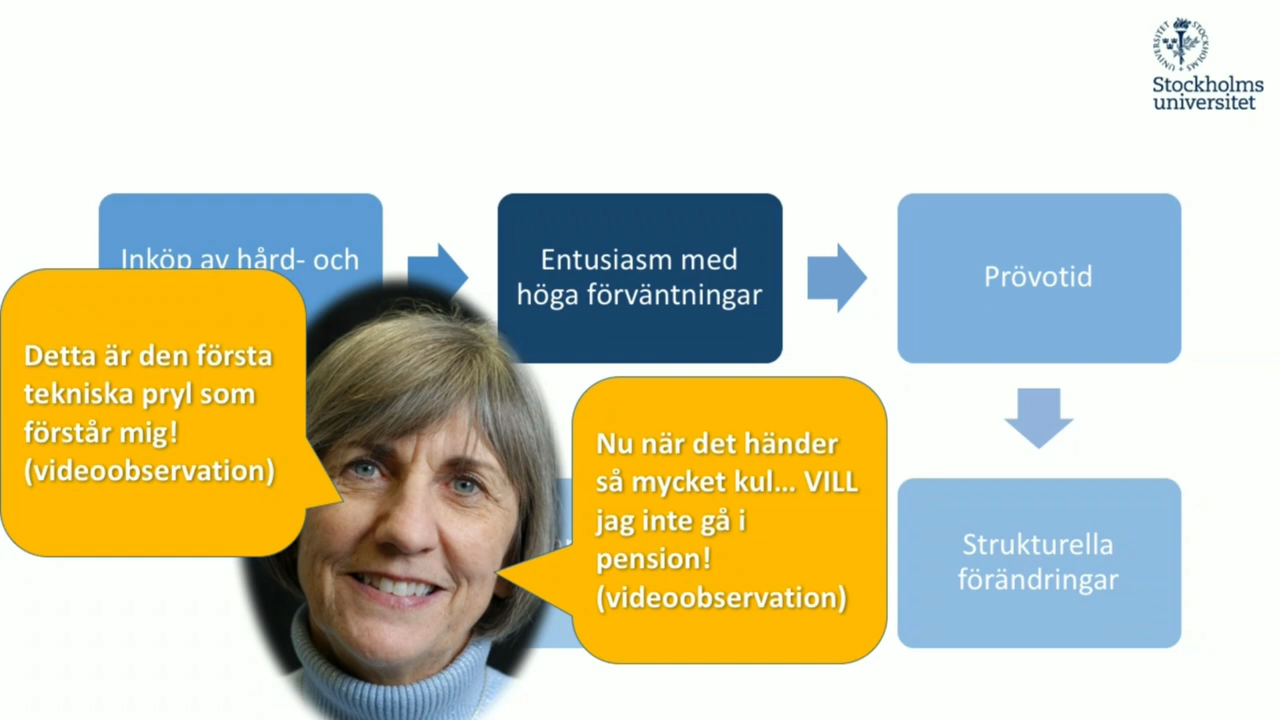 Stockholms
universitet
Inköp av hård- och
Entusiasm med
höga förväntningar
Prövotid
Detta är den första
tekniska pryl som
förstår mig!
(videoobservation)
Nu när det händer
så mycket kul... VILL
jag inte gå i
pension!
(videoobservation)
Strukturella
förändringar